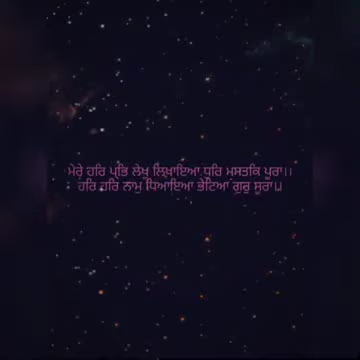 ਮੇਰੇ ਹਰਿ ਪ੍ਰਭਿ ਲੇਖੁ ਲਿਖਾਇਆ ਧੁਰਿ ਮਸਤਕਿ ਪੂਰਾ।।
ਹਰਿ ਹਰਿ ਨਾਮੁ ਧਿਆਇਆ ਭੇਟਿਆ ਗੁਰੁ ਸੂਰਾ।।